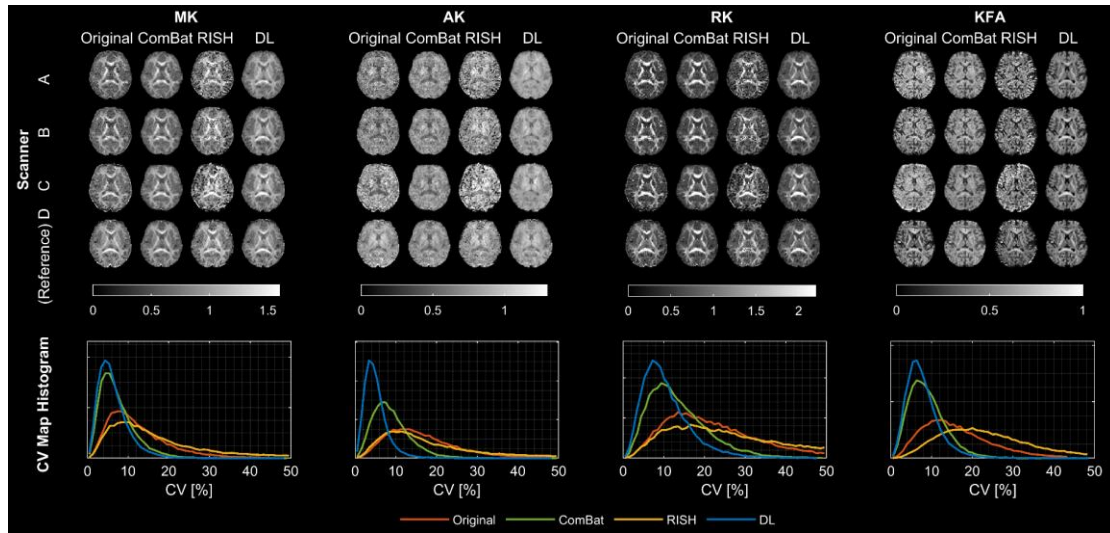 MK AK RK KFA
Original ComBat RISH DL Original ComBat RISH DL Original ComBat RISH DL Original ComBat RISH DL
Scanner
A
B
C
(Reference) D
0 0.5 1 1.5 0 0.5 1 0 0.5 1 1.5 2 0 0.5 1
CV Map Histogram
0 10 20 30 40 50 0 10 20 30 40 50 0 10 20 30 40 50 0 10 20 30 40 50
CV [%] CV [%] CV [%] CV [%]
Original ComBat RISH DL